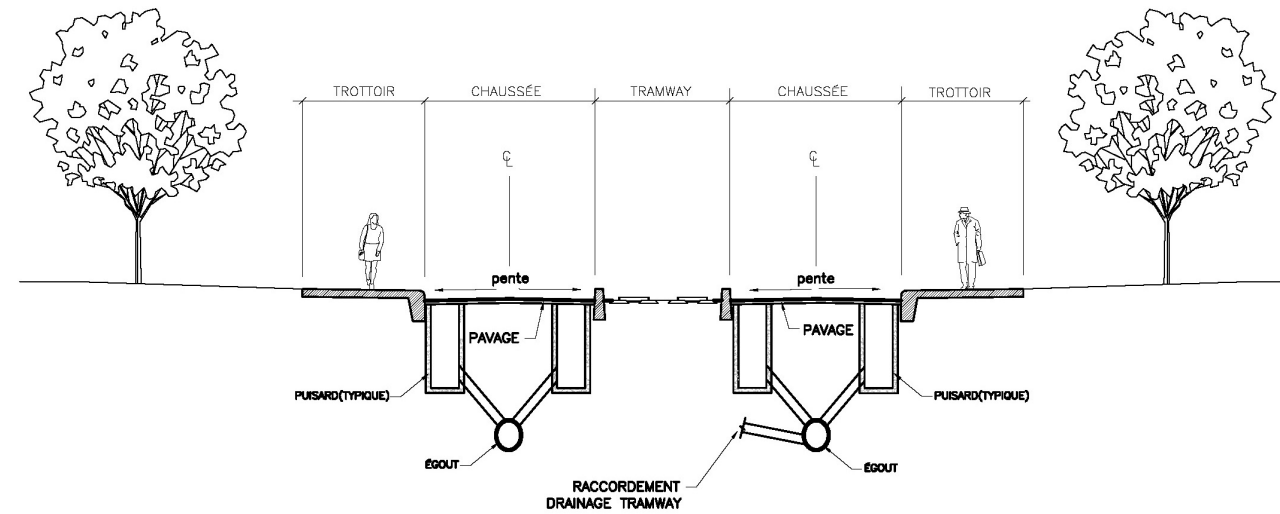 TROTTOIR
CHAUSSÉE
TRAMWAY
CHAUSSÉE
TROTTOIR
℄
℄
pente
pente
PAVAGE
PAVAGE
PUISARD(TYPIQUE)
PUISARD(TYPIQUE)
ÉGOUT
ÉGOUT
RACCORDEMENT
DRAINAGE TRAMWAY